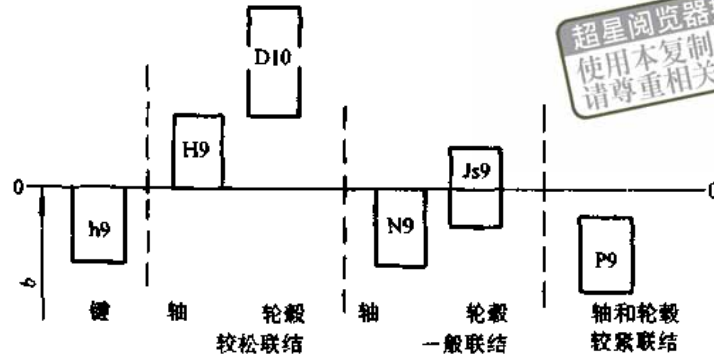 超星阅览器
使用本复制
请尊重相关
D10
H9
Js9
0
h9
N9
P9
b
键 轴 轮毂 轴 轮毂 轴和轮毂
较松联结 一般联结 较紧联结